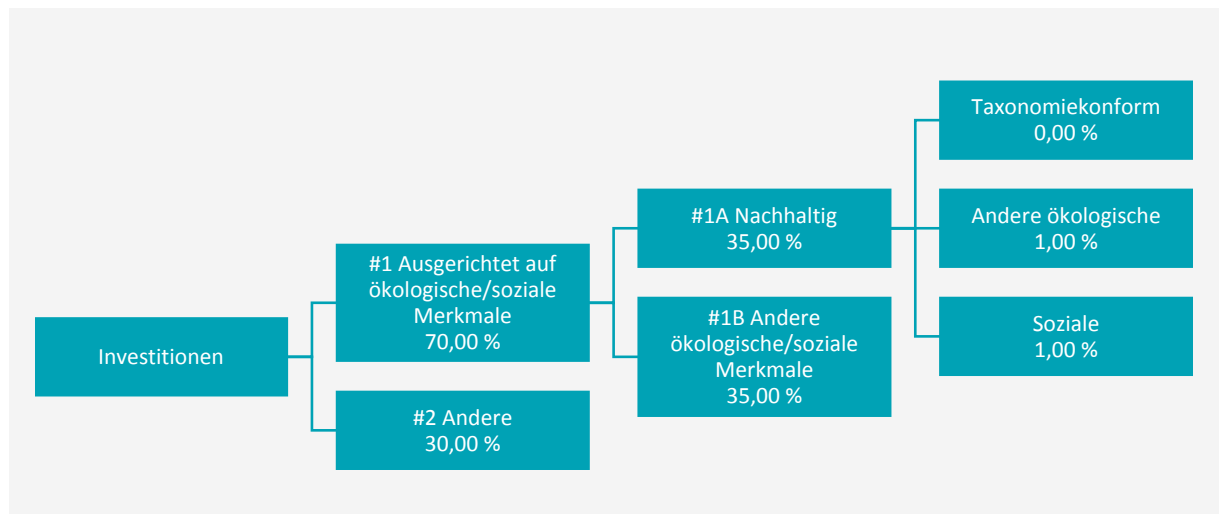 Investitionen
#1 Ausgerichtet auf
ökologische/soziale
Merkmale
70,00 %
#2 Andere
30,00 %
#1A Nachhaltig
35,00 %
#1B Andere
ökologische/soziale
Merkmale
35,00 %
Taxonomiekonform
0,00 %
Andere ökologische
1,00 %
Soziale
1,00 %